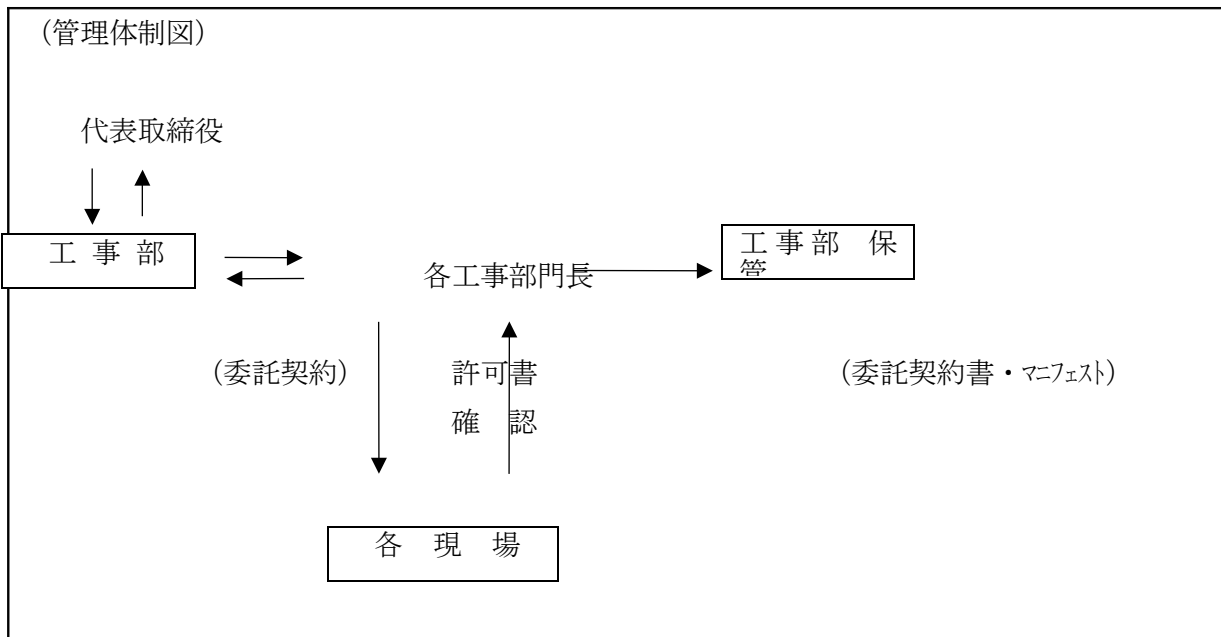 (管理体制図)
代表取締役
工 事 部
工 事 部　保
管
各工事部門長
(委託契約)
許可書
(委託契約書・ﾏﾆﾌｪｽﾄ)
確　認
各　現　場